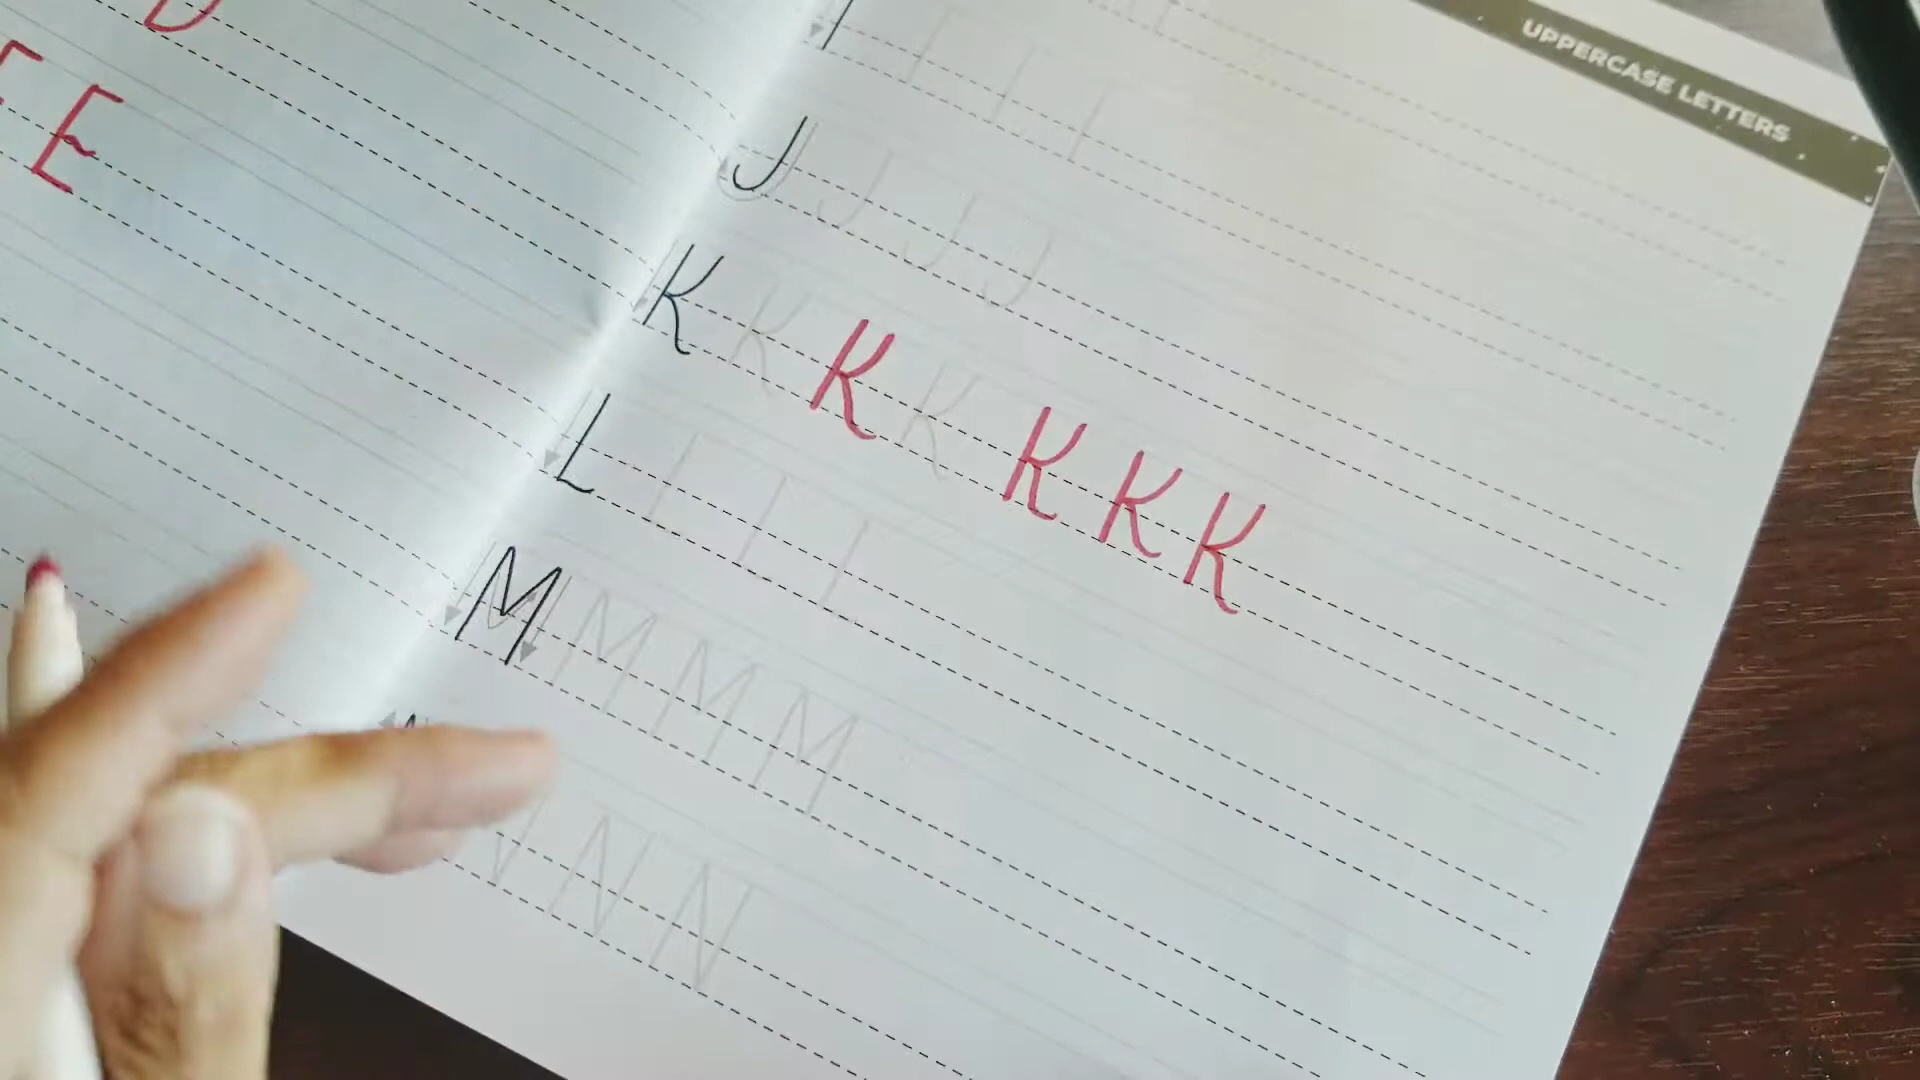 UPPERCASE LETTERS
D
E E
I I I I
J J J J
K K K K K K K
L L L L
M M M M
N N N N